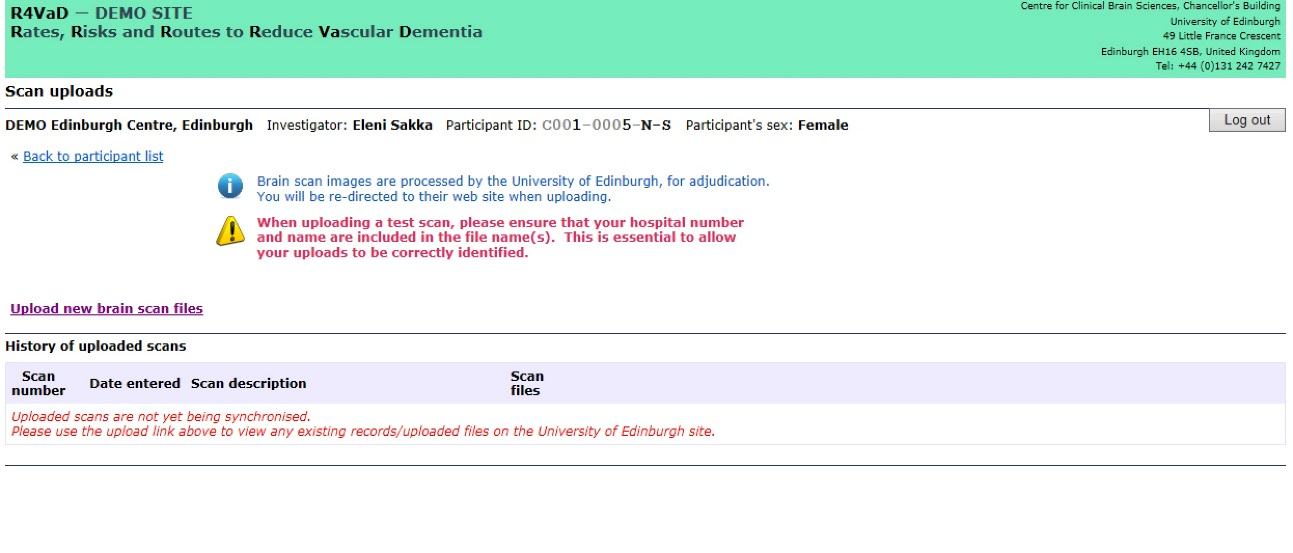 R4VaD — DEMO SITE
Rates, Risks and Routes to Reduce Vascular Dementia
Centre for Clinical Brain Sciences, Chancellor's Building
University of Edinburgh
49 Little France Crescent
Edinburgh EH16 4SB, United Kingdom
Tel: +44 (0)131 242 7427
Scan uploads
DEMO Edinburgh Centre, Edinburgh Investigator: Eleni Sakka Participant ID: C001-0005-N-S Participant's sex: Female
Log out
« Back to participant list
Brain scan images are processed by the University of Edinburgh, for adjudication.
You will be re-directed to their web site when uploading.
When uploading a test scan, please ensure that your hospital number
and name are included in the file name(s). This is essential to allow
your uploads to be correctly identified.
Upload new brain scan files
History of uploaded scans
Scan number Date entered Scan description Scan files
Uploaded scans are not yet being synchronised.
Please use the upload link above to view any existing records/uploaded files on the University of Edinburgh site.